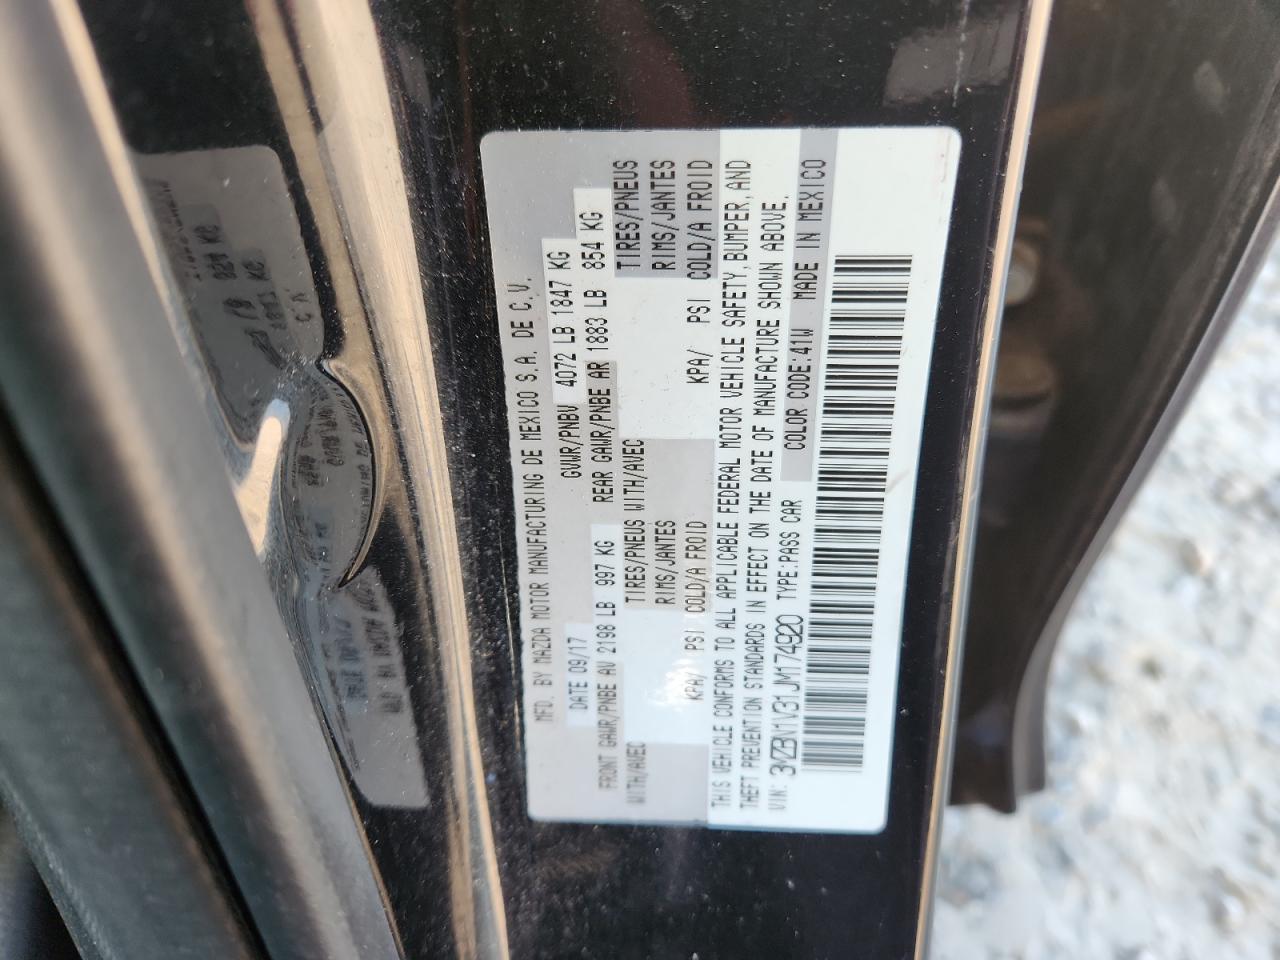 MFD. BY MAZDA MOTOR MANUFACTURING DE MEXICO S.A. DE C.V.
DATE 09/17 GVWR/PNBV 4072 LB 1847 KG
FRONT GAWR/PNBE AV 2198 LB 997 KG REAR GAWR/PNBE AR 1883 LB 854 KG
WITH/AVEC TIRES/PNEUS WITH/AVEC TIRES/PNEUS
RIMS/JANTES RIMS/JANTES
KPA/ PSI COLD/A FROID KPA/ PSI COLD/A FROID
THIS VEHICLE CONFORMS TO ALL APPLICABLE FEDERAL MOTOR VEHICLE SAFETY, BUMPER, AND
THEFT PREVENTION STANDARDS IN EFFECT ON THE DATE OF MANUFACTURE SHOWN ABOVE.
VIN: 3MZBN1V31JM174920 TYPE:PASS CAR COLOR CODE:41W MADE IN MEXICO